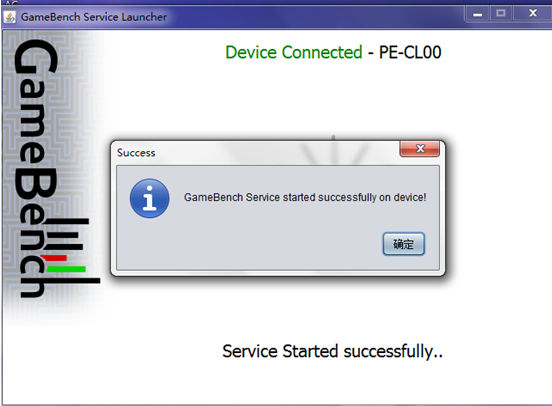 GameBench Service Launcher
Device Connected - PE-CL00
GameBench
Success
GameBench Service started successfully on device!
确定
Service Started successfully..